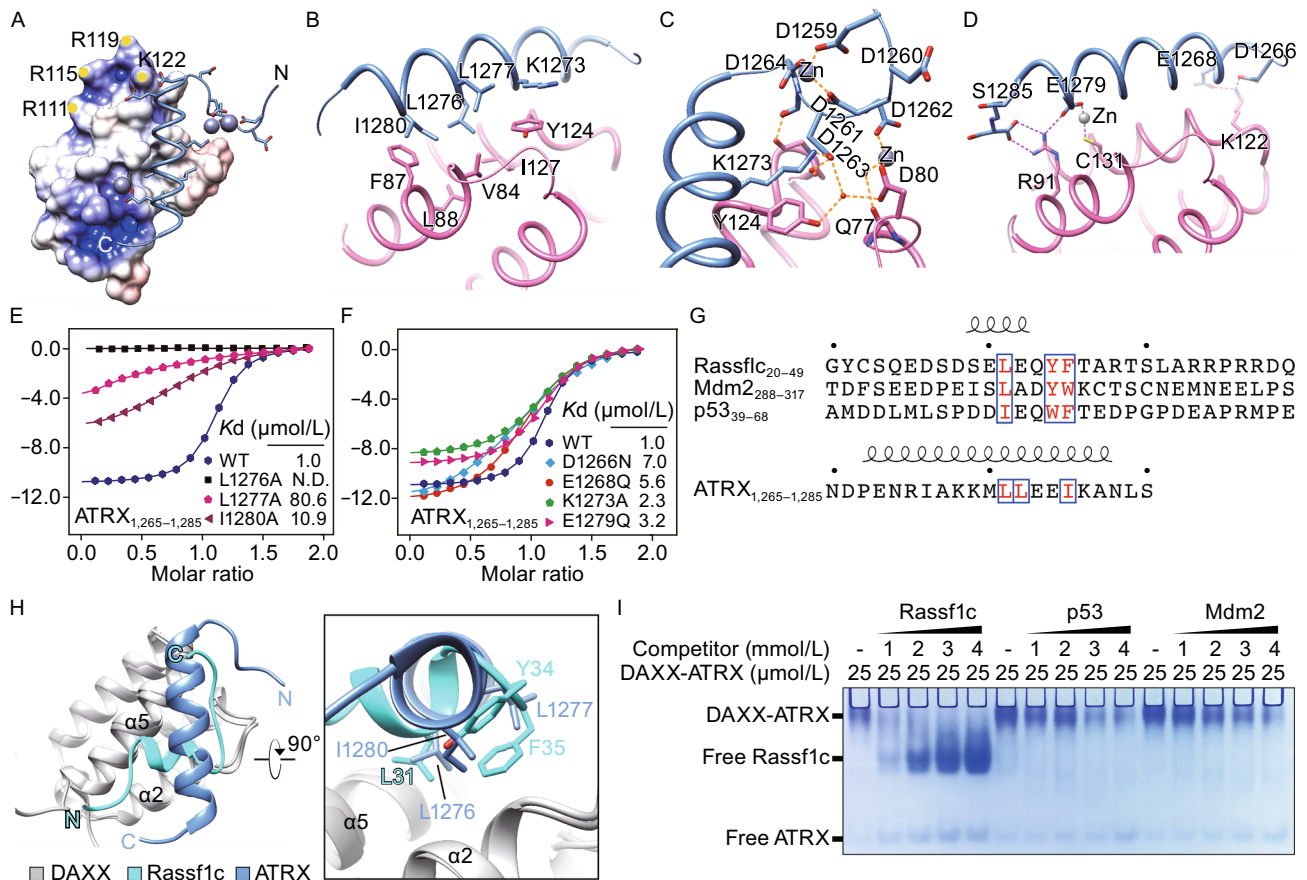 A
R119
K122
R115
R111
N
C
B
L1277
K1273
L1276
I1280
Y124
I127
F87
V84
L88
C
D1259
D1264
Zn
D1260
D1262
D1261
D1263
Zn
K1273
D80
Y124
Q77
D
D1266
E1268
S1285
E1279
Zn
K122
C131
R91
E
0.0
−4.0
−8.0
−12.0
Kd (μmol/L)
WT 1.0
L1276A N.D.
L1277A 80.6
I1280A 10.9
ATRX1,265–1,285
0.0 0.5 1.0 1.5 2.0
Molar ratio
F
0.0
−4.0
−8.0
−12.0
Kd (μmol/L)
WT 1.0
D1266N 7.0
E1268Q 5.6
K1273A 2.3
E1279Q 3.2
ATRX1,265–1,285
0.0 0.5 1.0 1.5 2.0
Molar ratio
G
Rassflc20–49 GYCSQEDSDSELEQYFTARTSLARRPRRDQ
Mdm2288–317 TDFSEEDPEISLADYWKCTSCNEMNEELPS
p5339–68 AMDDLMLSPDDIEQWFTEDPGPDEAPRMPE
ATRX1,265–1,285 NDPENRIAKKMLLEEIKANLS
H
C
N
α5
α2
N
C
90°
Y34
L1277
I1280
F35
L31
L1276
α5
α2
DAXX Rassf1c ATRX
I
Rassf1c p53 Mdm2
Competitor (mmol/L) - 1 2 3 4 - 1 2 3 4 - 1 2 3 4
DAXX-ATRX (μmol/L) 25 25 25 25 25 25 25 25 25 25 25 25 25 25 25
DAXX-ATRX
Free Rassf1c
Free ATRX